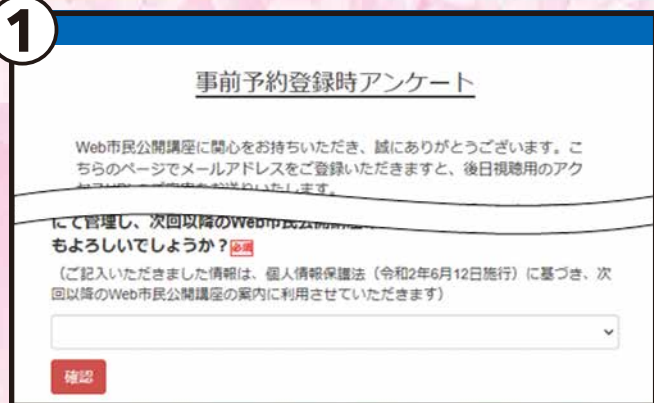 1
事前予約登録時アンケート
Web市民公開講座に関心をお持ちいただき、誠にありがとうございます。こ
ちらのページでメールアドレスをご登録いただきますと、後日視聴用のアク
にて管理し、次回以降のWeb市民公開
もよろしいでしょうか？必須
（ご記入いただきました情報は、個人情報保護法（令和2年6月12日施行）に基づき、次
回以降のWeb市民公開講座の案内に利用させていただきます）
確認